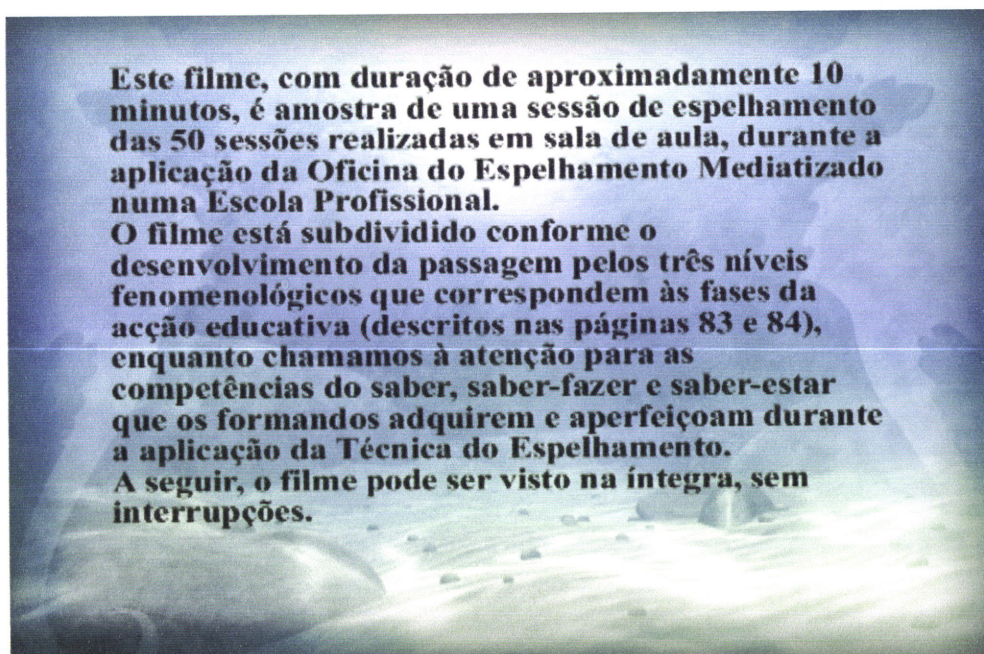 Este filme, com duração de aproximadamente 10
minutos, é amostra de uma sessão de espelhamento
das 50 sessões realizadas em sala de aula, durante a
aplicação da Oficina do Espelhamento Mediatizado
numa Escola Profissional.
O filme está subdividido conforme o
desenvolvimento da passagem pelos três níveis
fenomenológicos que correspondem às fases da
acção educativa (descritos nas páginas 83 e 84),
enquanto chamamos à atenção para as
competências do saber, saber-fazer e saber-estar
que os formandos adquirem e aperfeiçoam durante
a aplicação da Técnica do Espelhamento.
A seguir, o filme pode ser visto na íntegra, sem
interrupções.